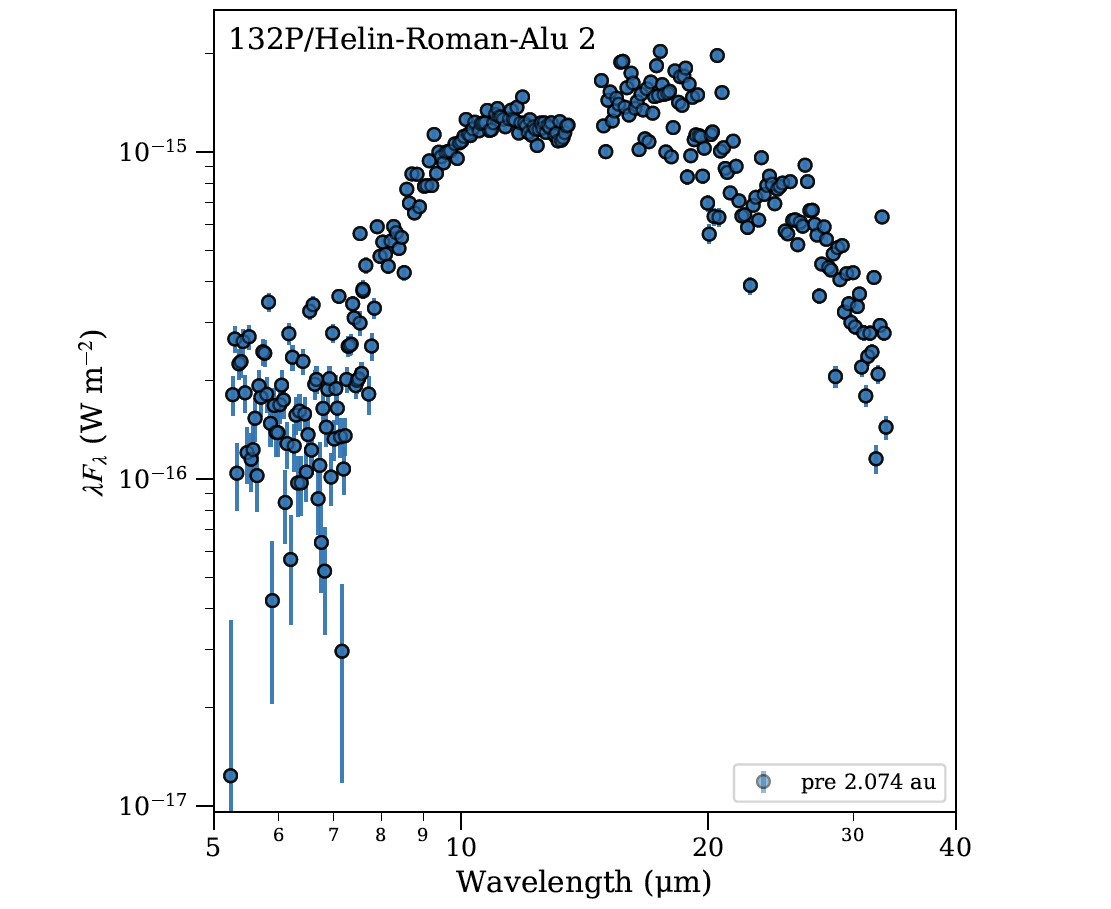 132P/Helin-Roman-Alu 2
10⁻¹⁵
10⁻¹⁶
10⁻¹⁷
λF_λ (W m⁻²)
pre 2.074 au
5 6 7 8 9 10 20 30 40
Wavelength (μm)